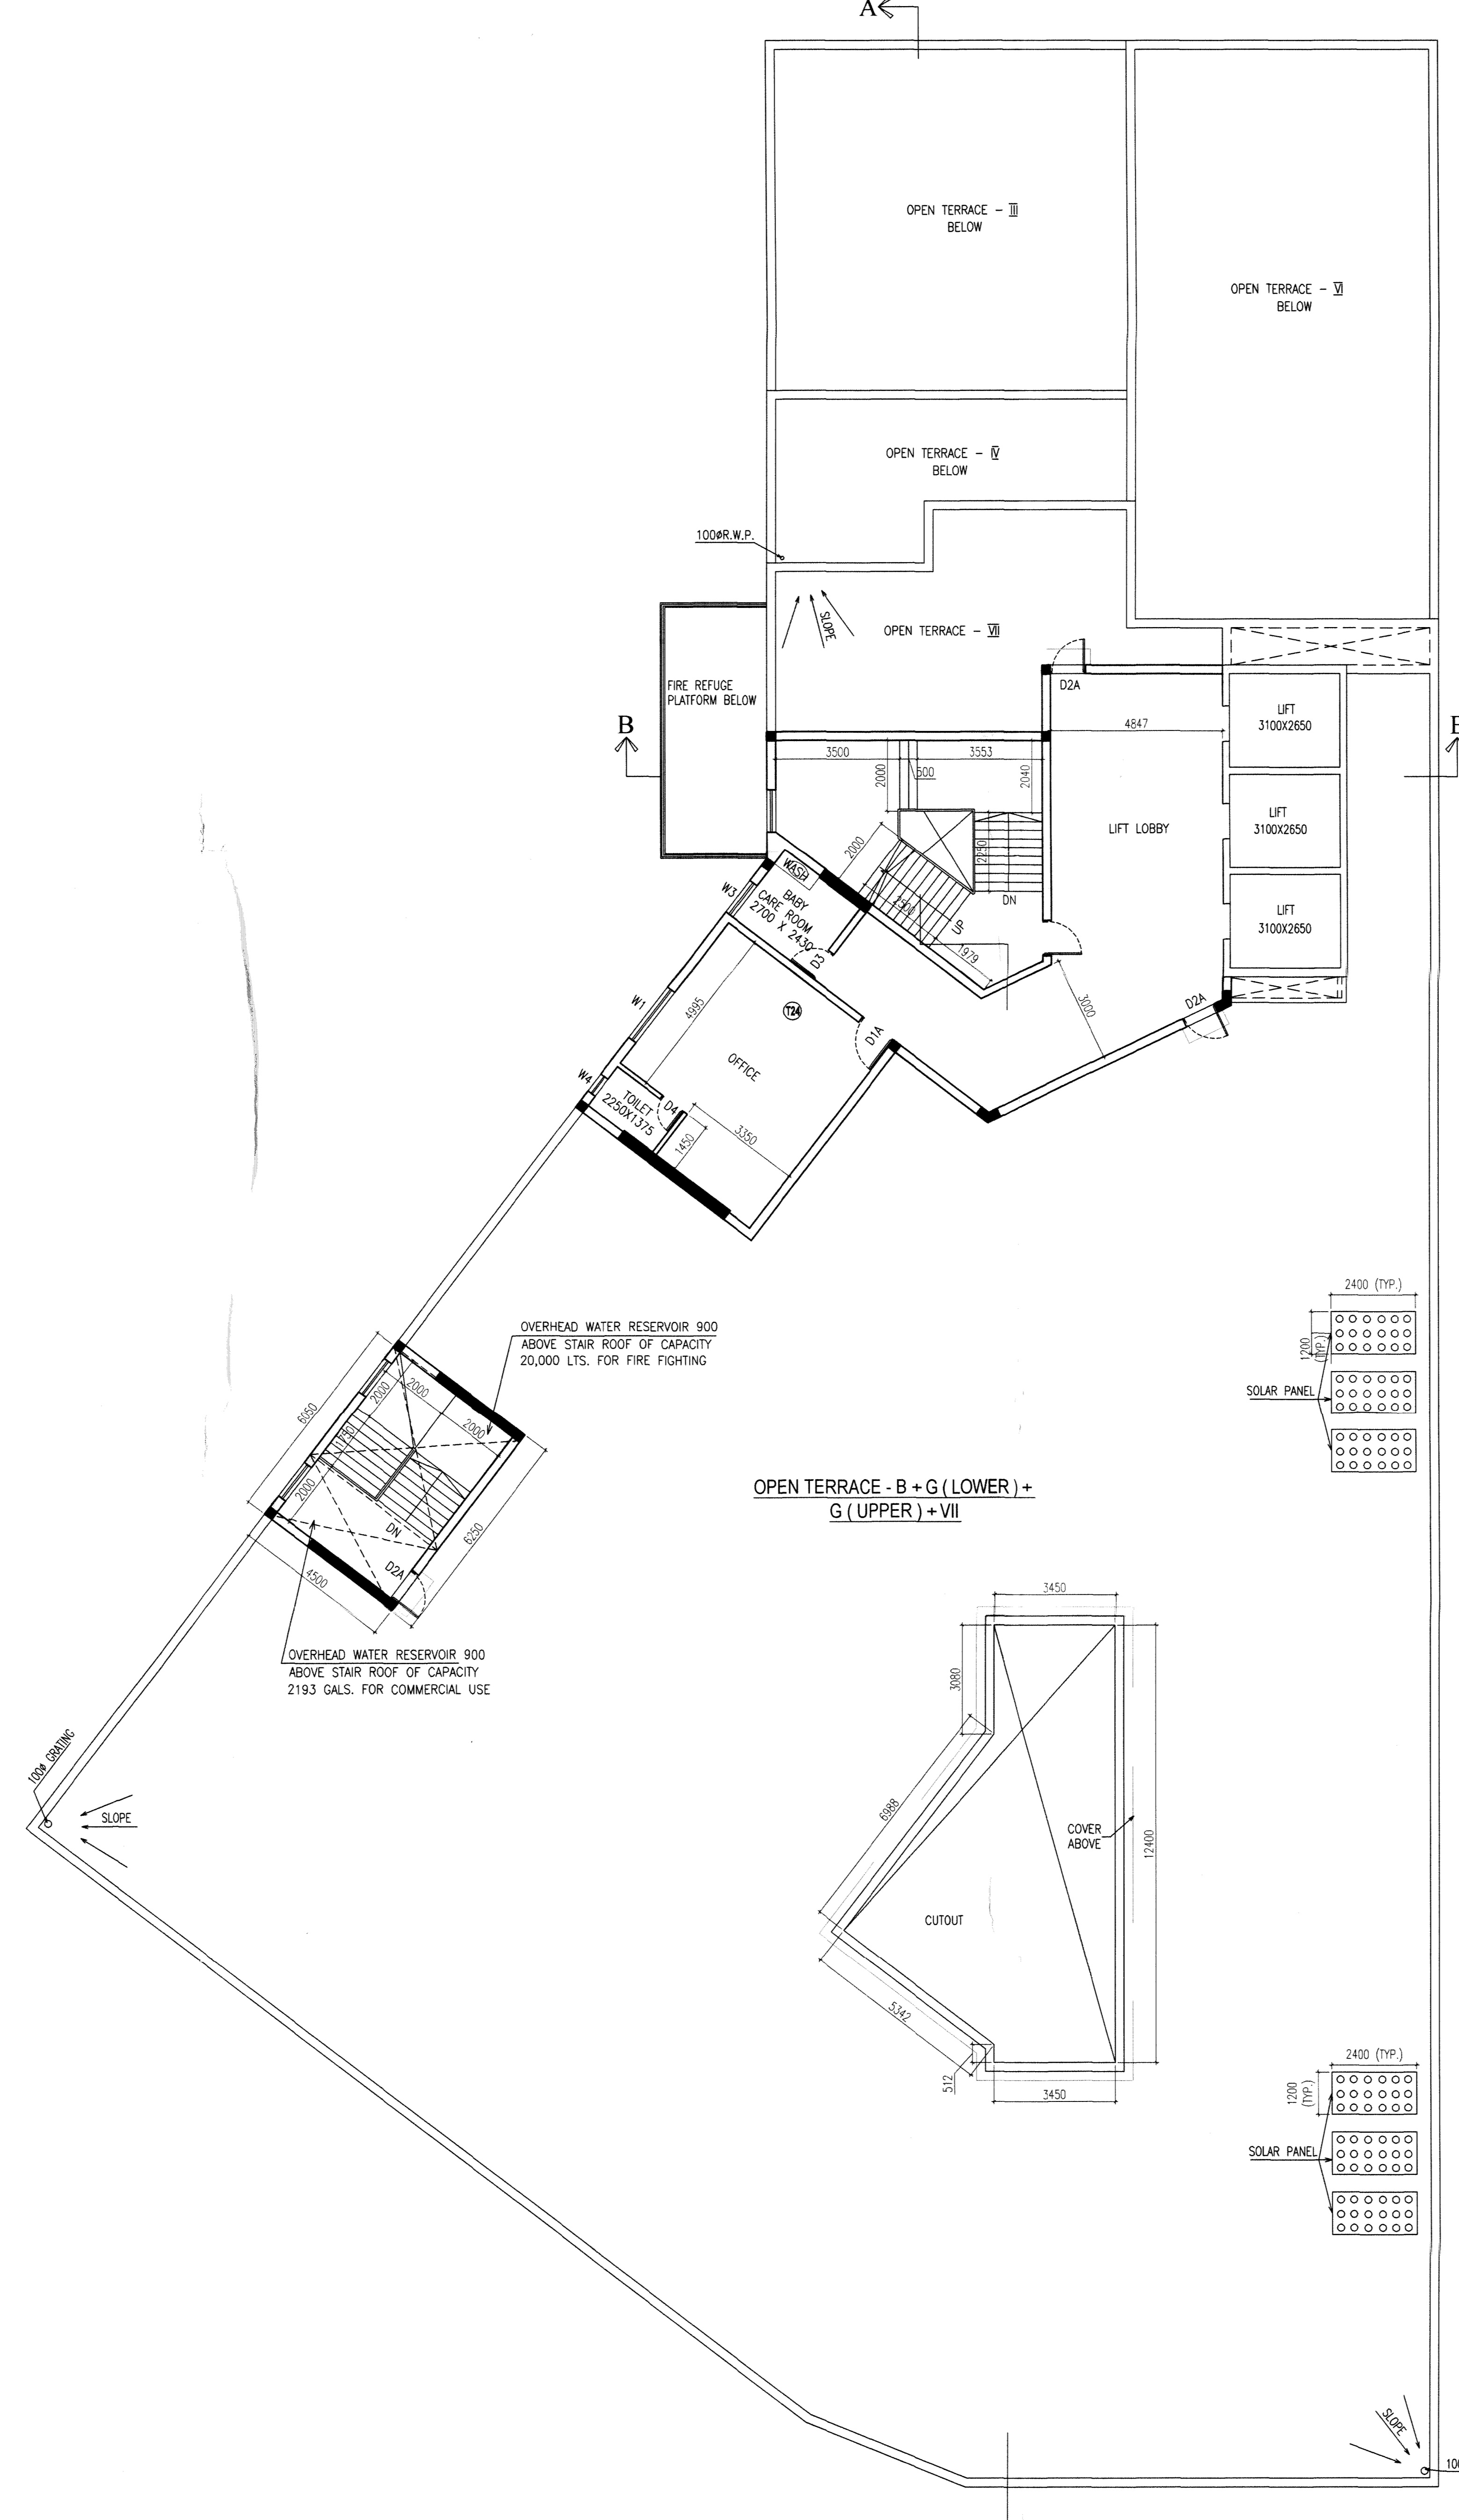 A
OPEN TERRACE - III
BELOW
OPEN TERRACE - VI
BELOW
OPEN TERRACE - IV
BELOW
100øR.W.P.
SLOPE
OPEN TERRACE - VII
FIRE REFUGE
PLATFORM BELOW
D2A
B
4847
LIFT
3100X2650
3500
3553
2000
500
2040
LIFT
3100X2650
LIFT LOBBY
2000
2250
WASH
BABY
CARE ROOM
2700 X 2430
W3
2500
UP
DN
1979
LIFT
3100X2650
D3
D2A
3000
W1
4995
T24
D1A
OFFICE
W4
TOILET
2250X1375
D4
3350
1450
2400 (TYP.)
1200
(TYP.)
SOLAR PANEL
OVERHEAD WATER RESERVOIR 900
ABOVE STAIR ROOF OF CAPACITY
20,000 LTS. FOR FIRE FIGHTING
6050
2000
2000
2000
1750
2000
DN
D2A
6250
4500
OPEN TERRACE - B + G ( LOWER ) +
G ( UPPER ) + VII
OVERHEAD WATER RESERVOIR 900
ABOVE STAIR ROOF OF CAPACITY
2193 GALS. FOR COMMERCIAL USE
3450
3080
6988
COVER
ABOVE
12400
CUTOUT
5342
512
3450
100ø GRATING
SLOPE
2400 (TYP.)
1200
(TYP.)
SOLAR PANEL
SLOPE